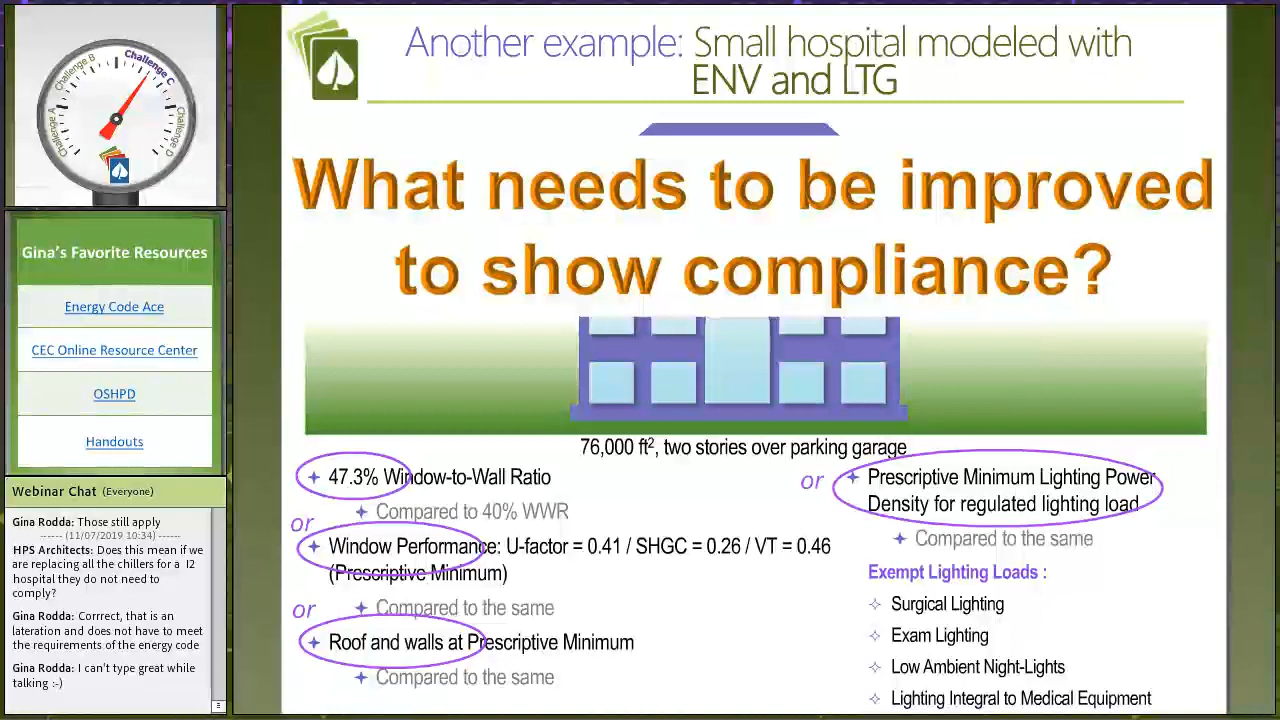 Challenge A
Challenge B
Challenge C
Challenge D
Gina's Favorite Resources
Energy Code Ace
CEC Online Resource Center
OSHPD
Handouts
Webinar Chat (Everyone)
Gina Rodda: Those still apply
------ (11/07/2019 10:34) ------
HPS Architects: Does this mean if we
are replacing all the chillers for a I2
hospital they do not need to
comply?
Gina Rodda: Corrrect, that is an
lateration and does not have to meet
the requirements of the energy code
Gina Rodda: I can't type great while
talking :-)
Another example: Small hospital modeled with
ENV and LTG
What needs to be improved
to show compliance?
76,000 ft², two stories over parking garage
47.3% Window-to-Wall Ratio
Compared to 40% WWR
or
Window Performance: U-factor = 0.41 / SHGC = 0.26 / VT = 0.46
(Prescriptive Minimum)
Compared to the same
or
Roof and walls at Prescriptive Minimum
Compared to the same
or
Prescriptive Minimum Lighting Power
Density for regulated lighting load
Compared to the same
Exempt Lighting Loads :
Surgical Lighting
Exam Lighting
Low Ambient Night-Lights
Lighting Integral to Medical Equipment